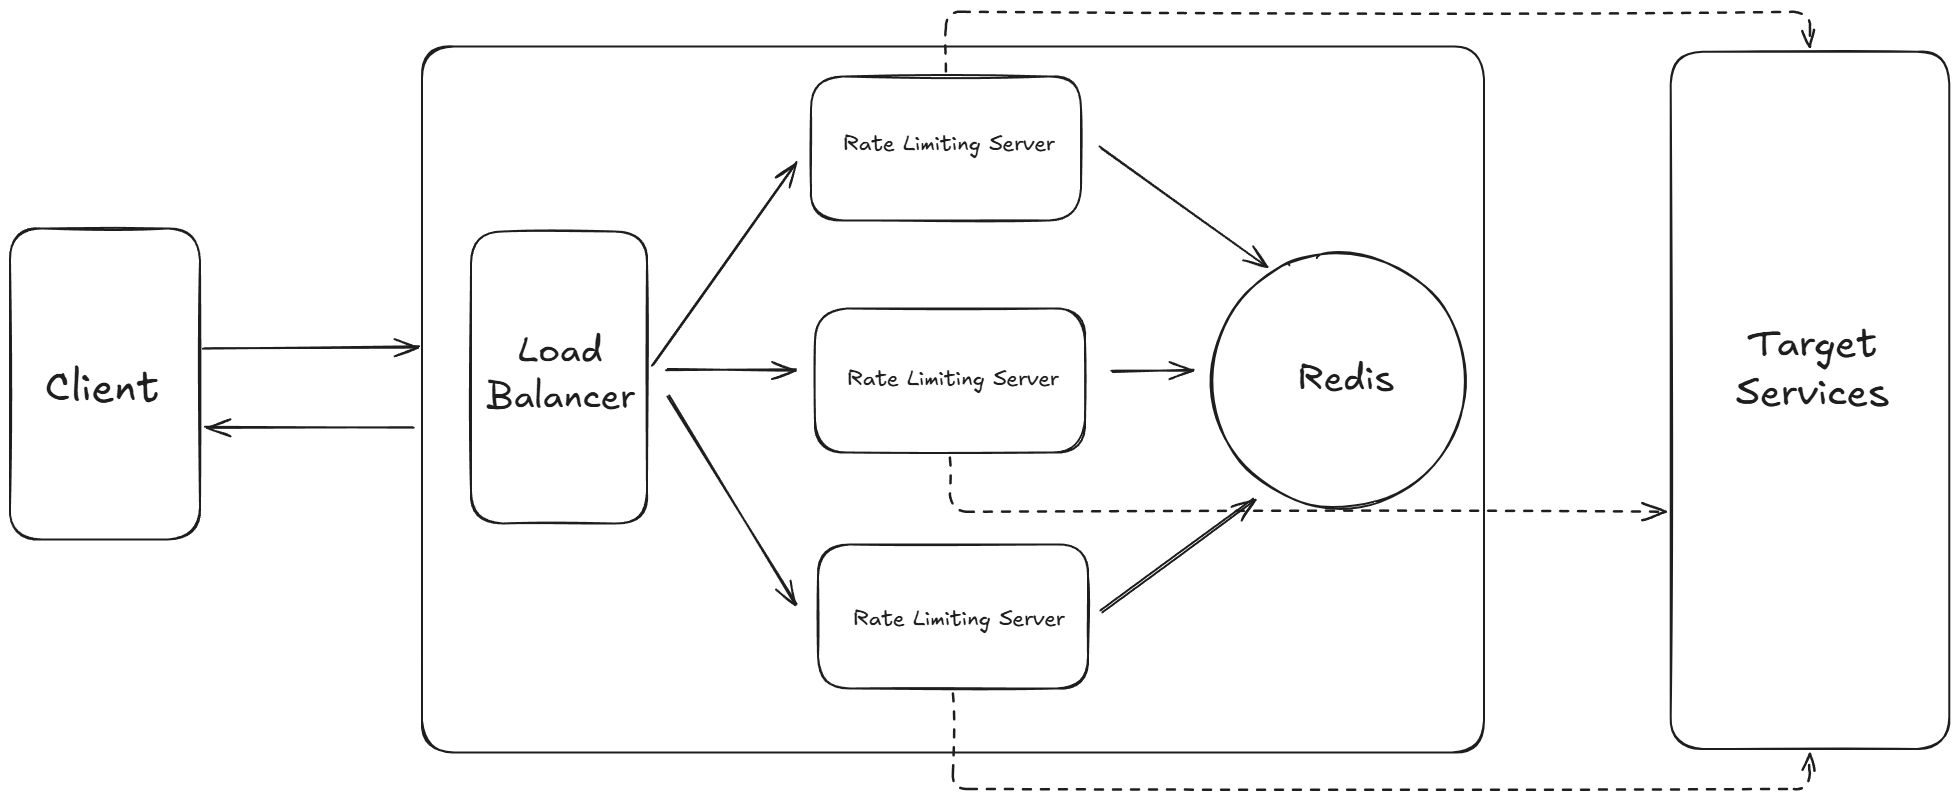 Client
Load
Balancer
Rate Limiting Server
Rate Limiting Server
Rate Limiting Server
Redis
Target
Services